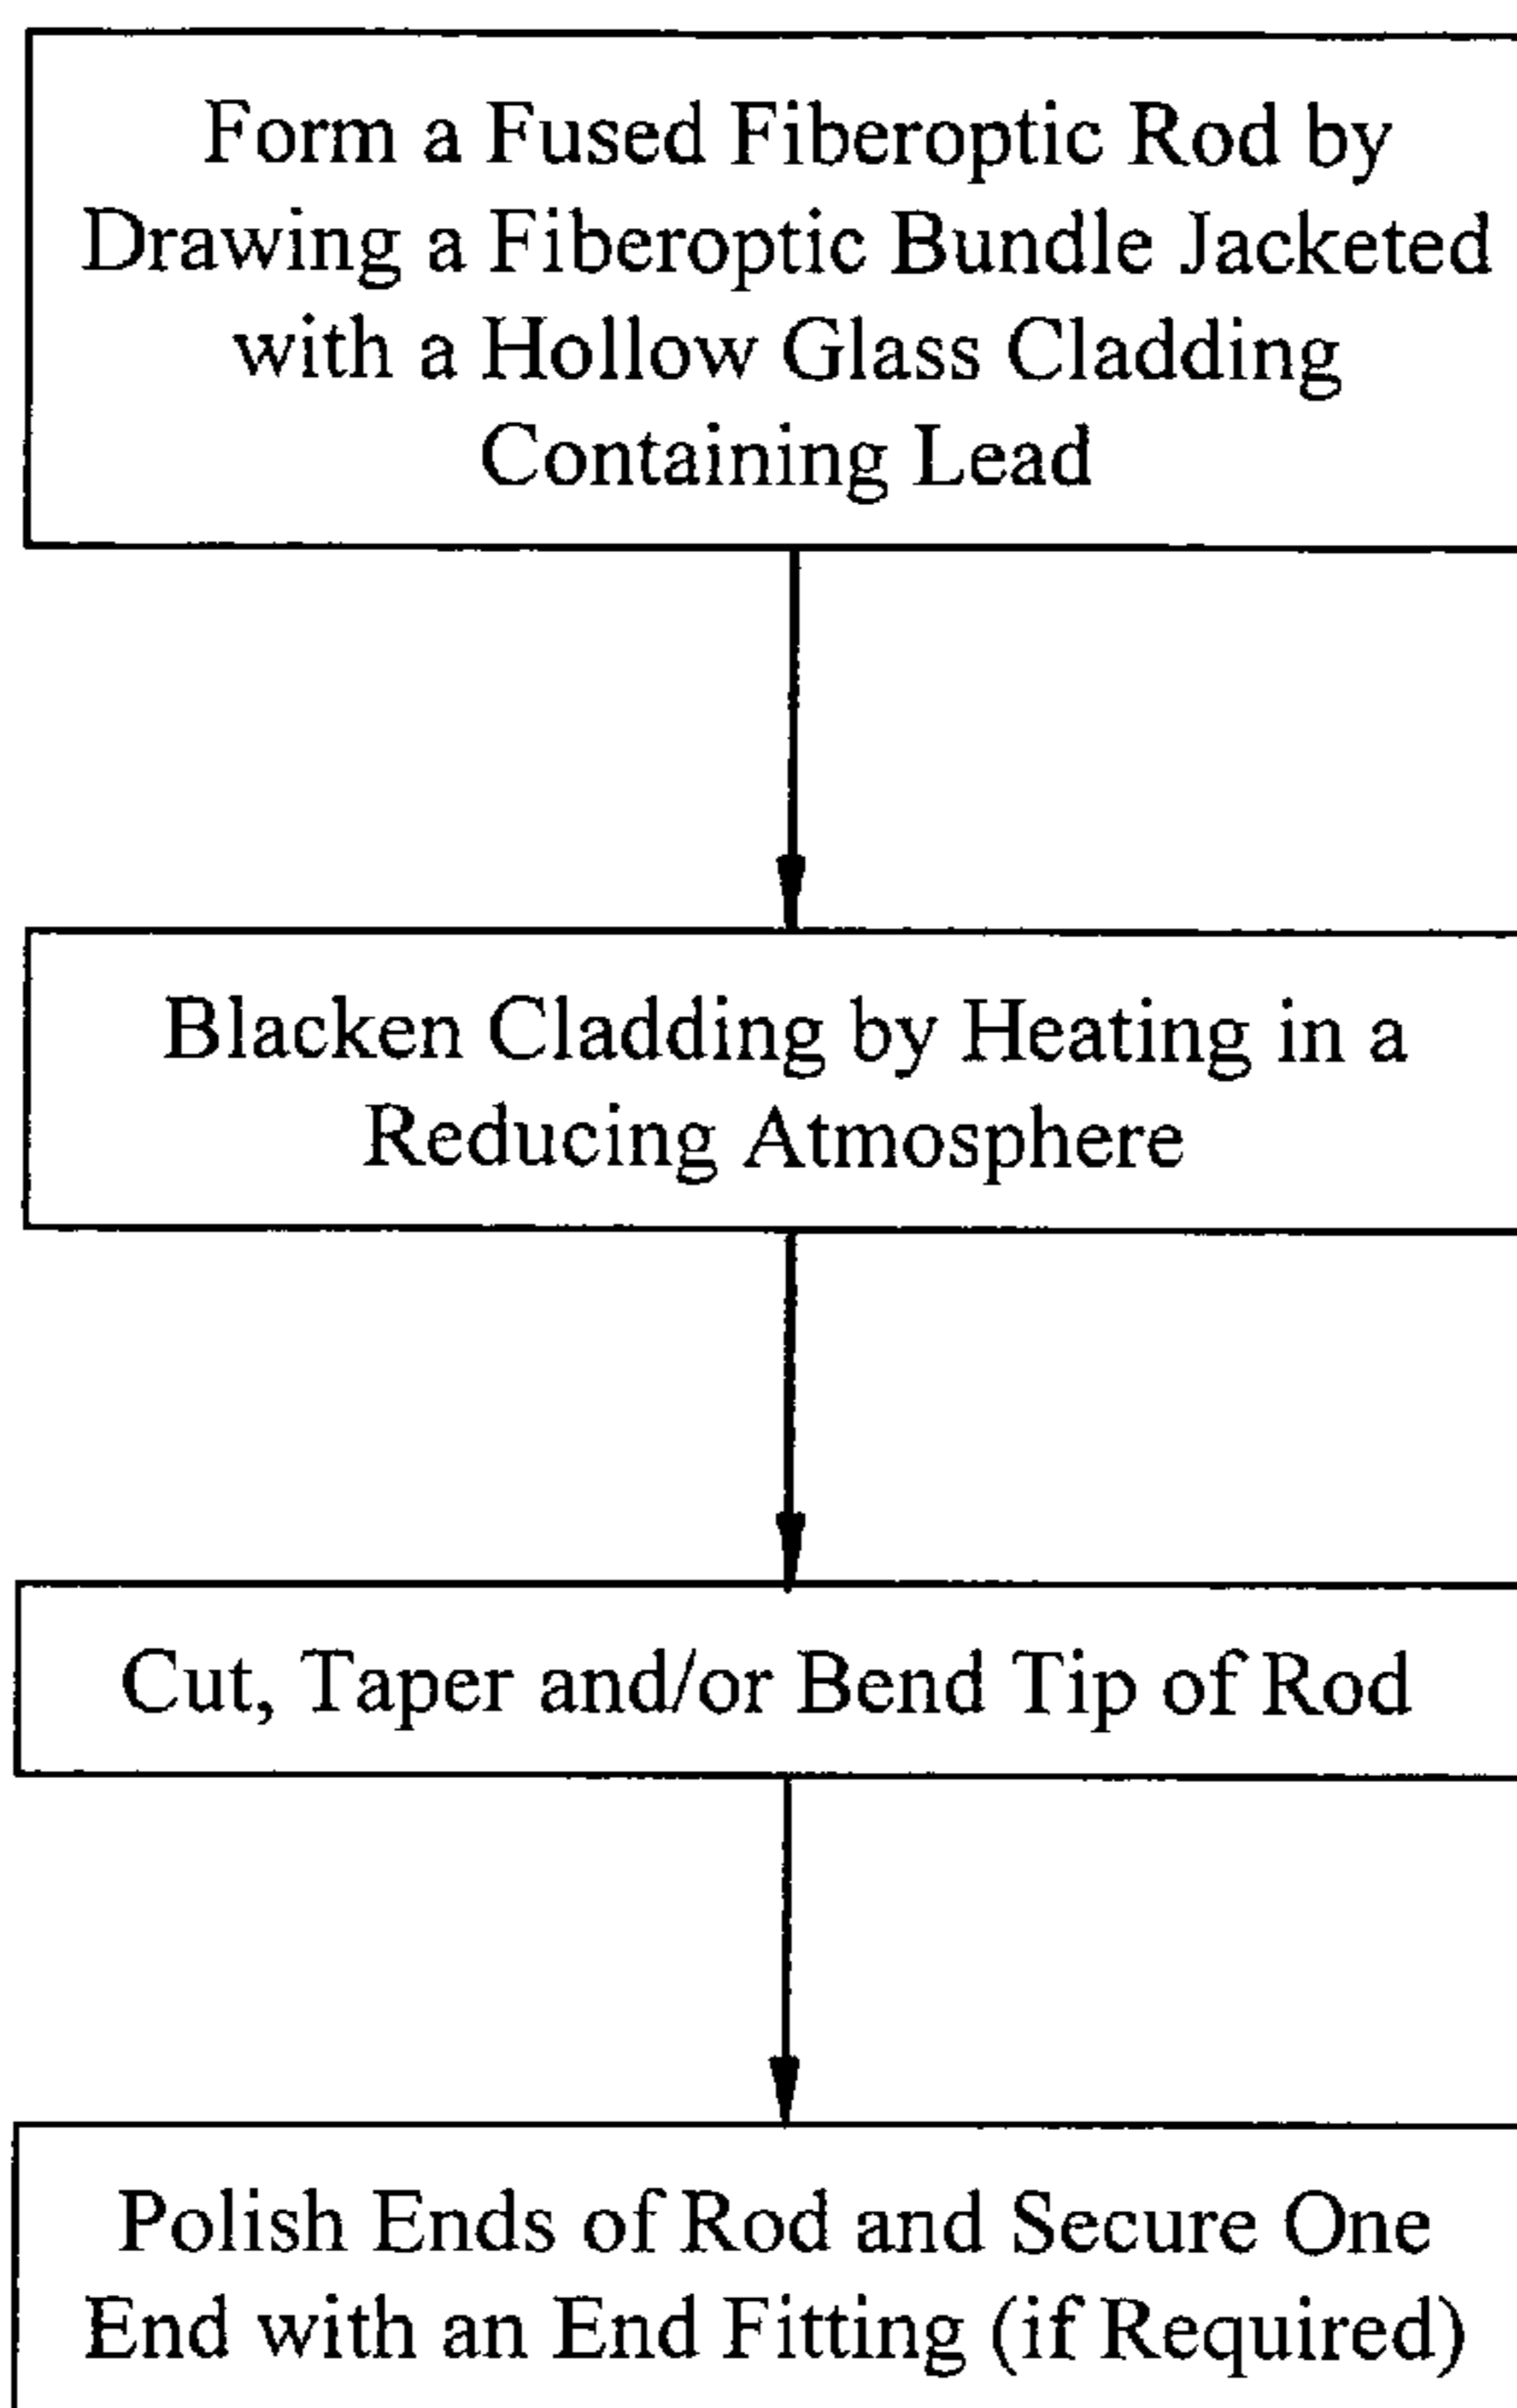 Form a Fused Fiberoptic Rod by
Drawing a Fiberoptic Bundle Jacketed
with a Hollow Glass Cladding
Containing Lead
Blacken Cladding by Heating in a
Reducing Atmosphere
Cut, Taper and/or Bend Tip of Rod
Polish Ends of Rod and Secure One
End with an End Fitting (if Required)